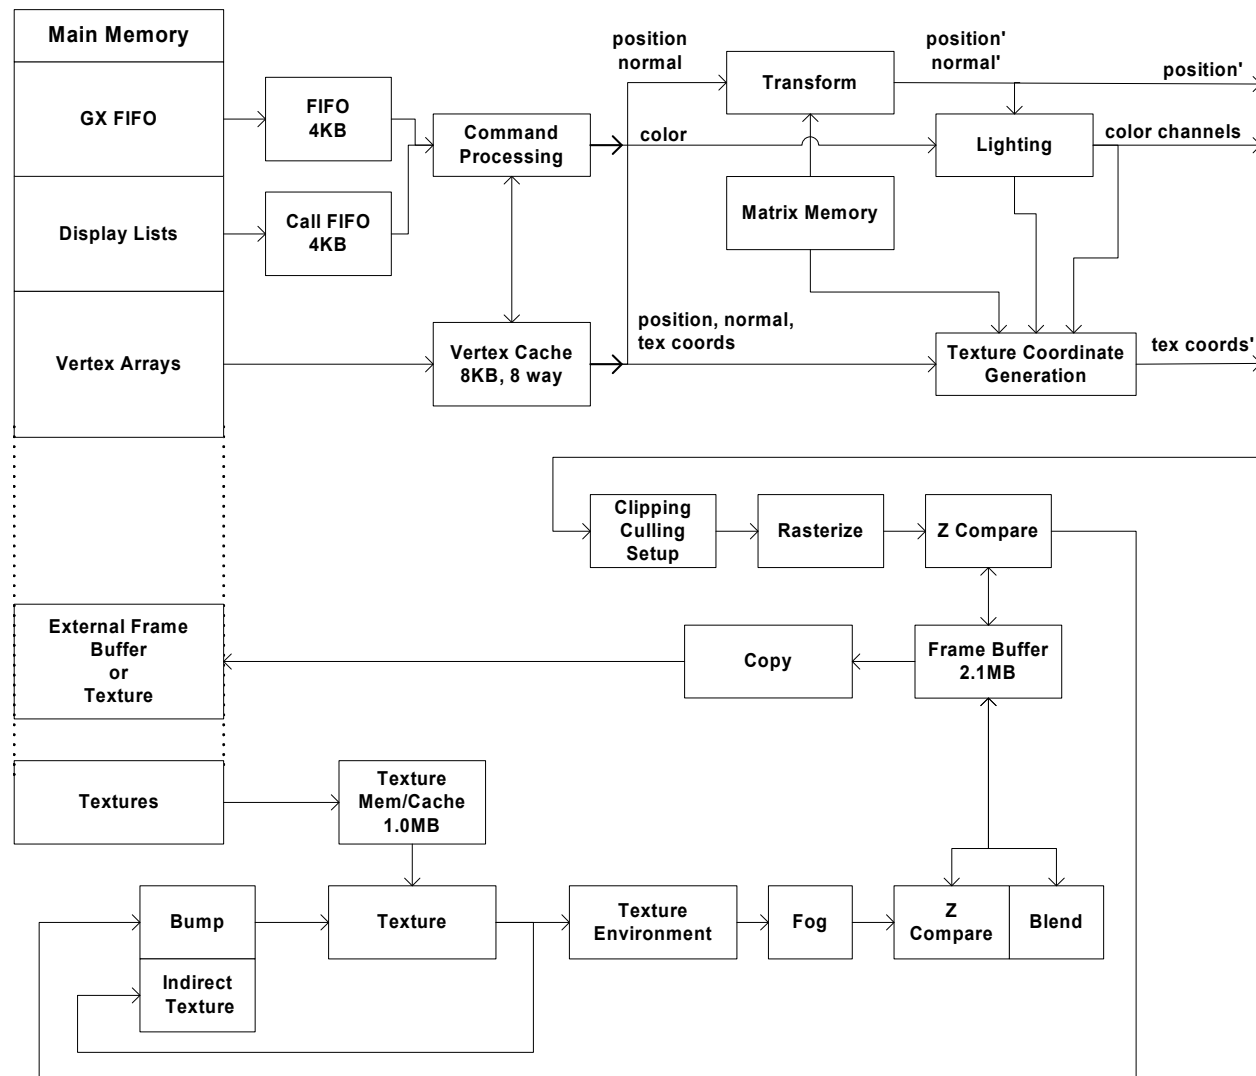 Main Memory
GX FIFO
Display Lists
Vertex Arrays
FIFO
4KB
Call FIFO
4KB
Command
Processing
Vertex Cache
8KB, 8 way
position
normal
color
position, normal,
tex coords
Transform
Matrix Memory
position'
normal'
position'
Lighting
color channels
Texture Coordinate
Generation
tex coords'
Clipping
Culling
Setup
Rasterize
Z Compare
External Frame
Buffer
or
Texture
Copy
Frame Buffer
2.1MB
Textures
Texture
Mem/Cache
1.0MB
Bump
Indirect
Texture
Texture
Texture
Environment
Fog
Z
Compare
Blend